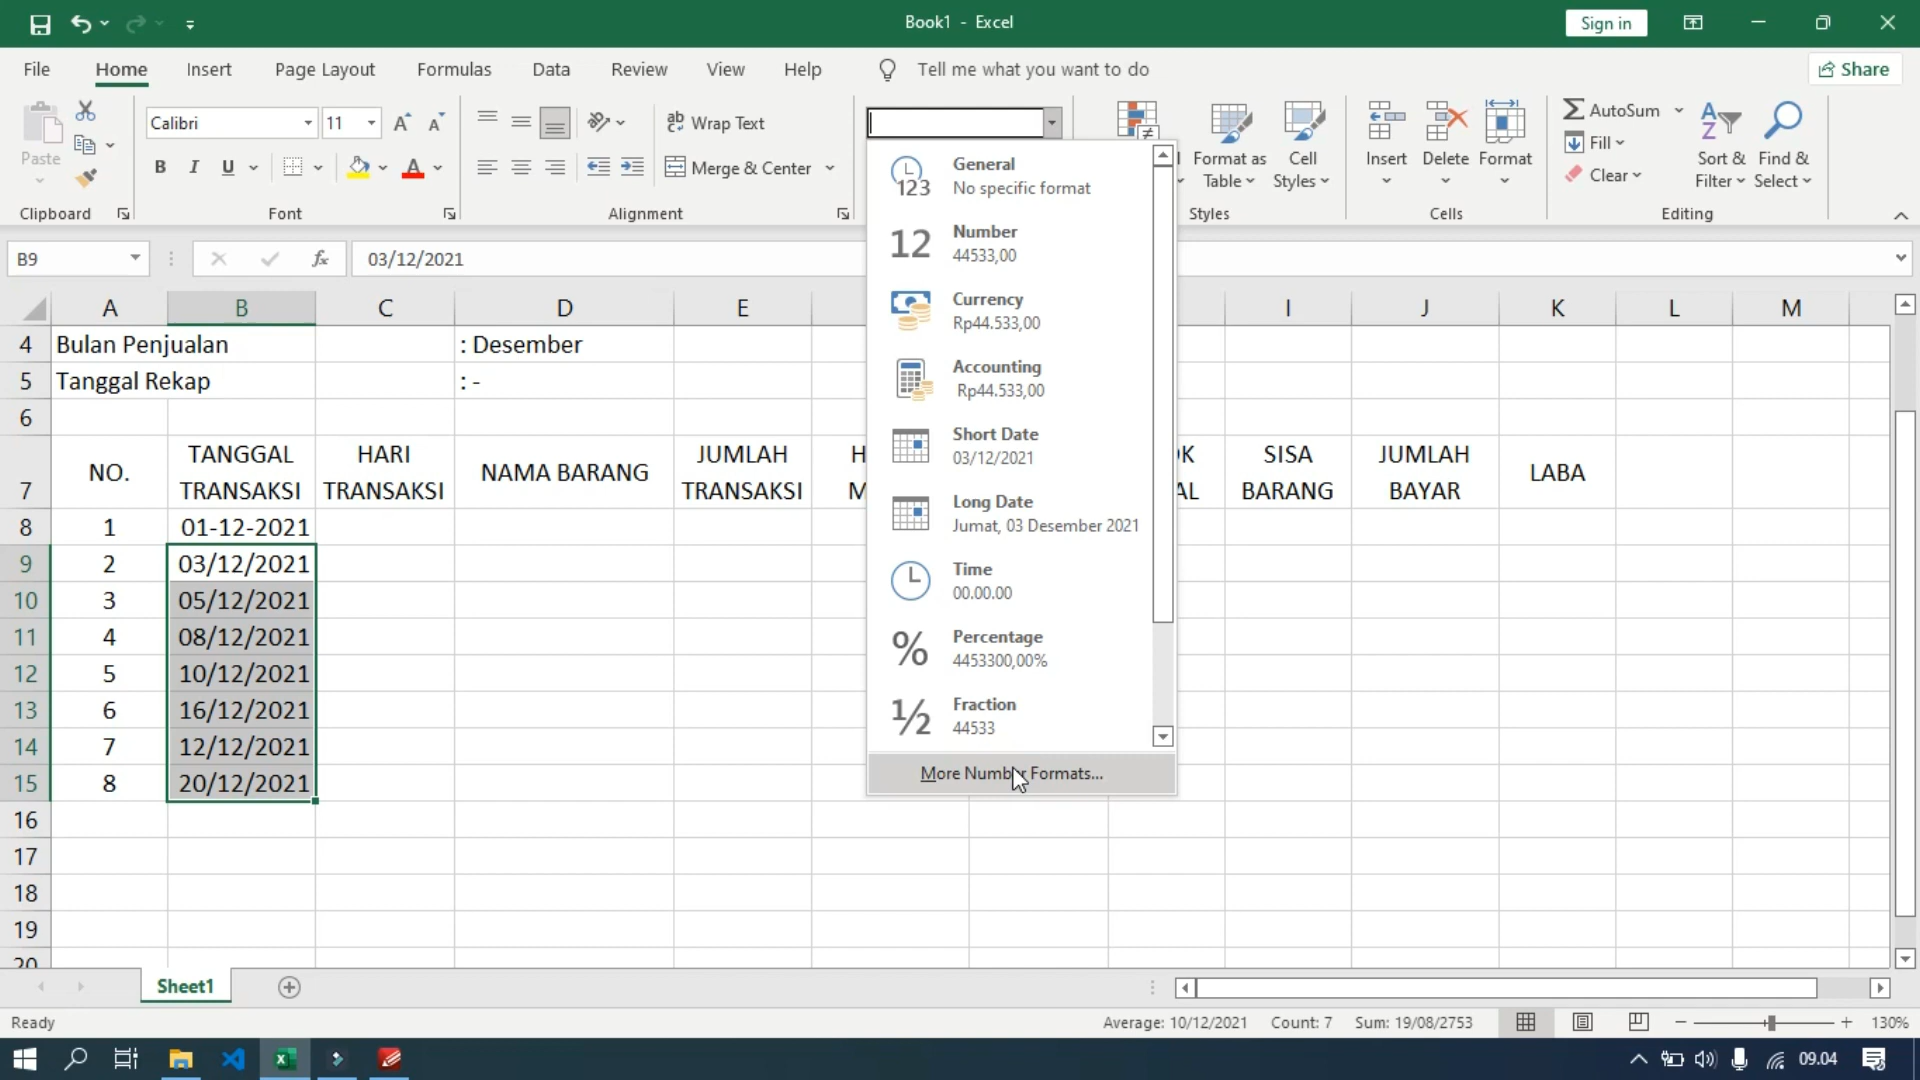 Book1 - Excel
Sign in
File Home Insert Page Layout Formulas Data Review View Help Tell me what you want to do
Share
Paste
Calibri 11
B I U
Wrap Text
Merge & Center
Format as Table
Cell Styles
Insert
Delete
Format
AutoSum
Fill
Clear
Sort & Filter
Find & Select
Clipboard Font Alignment Styles Cells Editing
General
No specific format
Number
44533,00
Currency
Rp44.533,00
Accounting
Rp44.533,00
Short Date
03/12/2021
Long Date
Jumat, 03 Desember 2021
Time
00.00.00
Percentage
4453300,00%
Fraction
44533
More Number Formats...
B9 fx 03/12/2021
A B C D E I J K L M
4 Bulan Penjualan : Desember
5 Tanggal Rekap : -
6
7 NO. TANGGAL TRANSAKSI HARI TRANSAKSI NAMA BARANG JUMLAH TRANSAKSI SISA BARANG JUMLAH BAYAR LABA
8 1 01-12-2021
9 2 03/12/2021
10 3 05/12/2021
11 4 08/12/2021
12 5 10/12/2021
13 6 16/12/2021
14 7 12/12/2021
15 8 20/12/2021
16
17
18
19
20
Sheet1
Ready
Average: 10/12/2021 Count: 7 Sum: 19/08/2753 130%
09.04